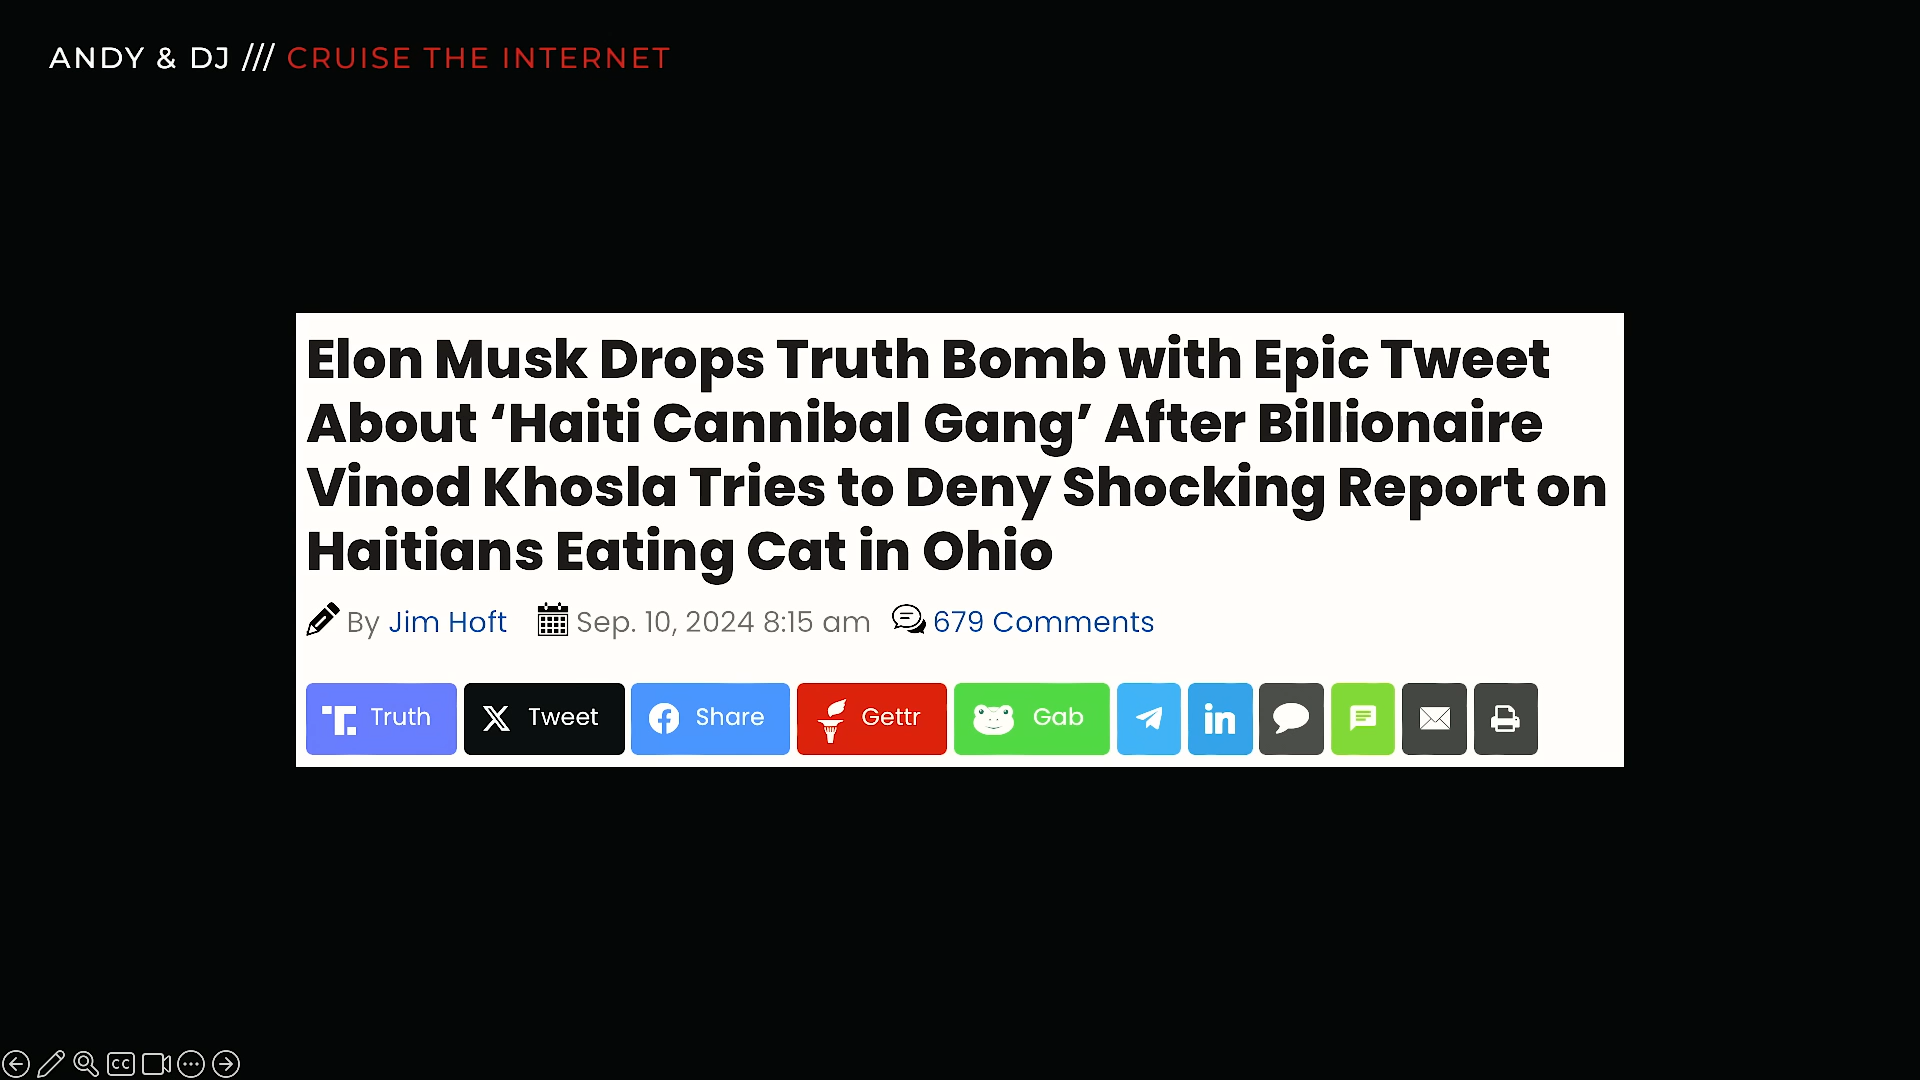 ANDY & DJ /// CRUISE THE INTERNET
Elon Musk Drops Truth Bomb with Epic Tweet
About ‘Haiti Cannibal Gang’ After Billionaire
Vinod Khosla Tries to Deny Shocking Report on
Haitians Eating Cat in Ohio
By Jim Hoft Sep. 10, 2024 8:15 am 679 Comments
Truth Tweet Share Gettr Gab in
CC